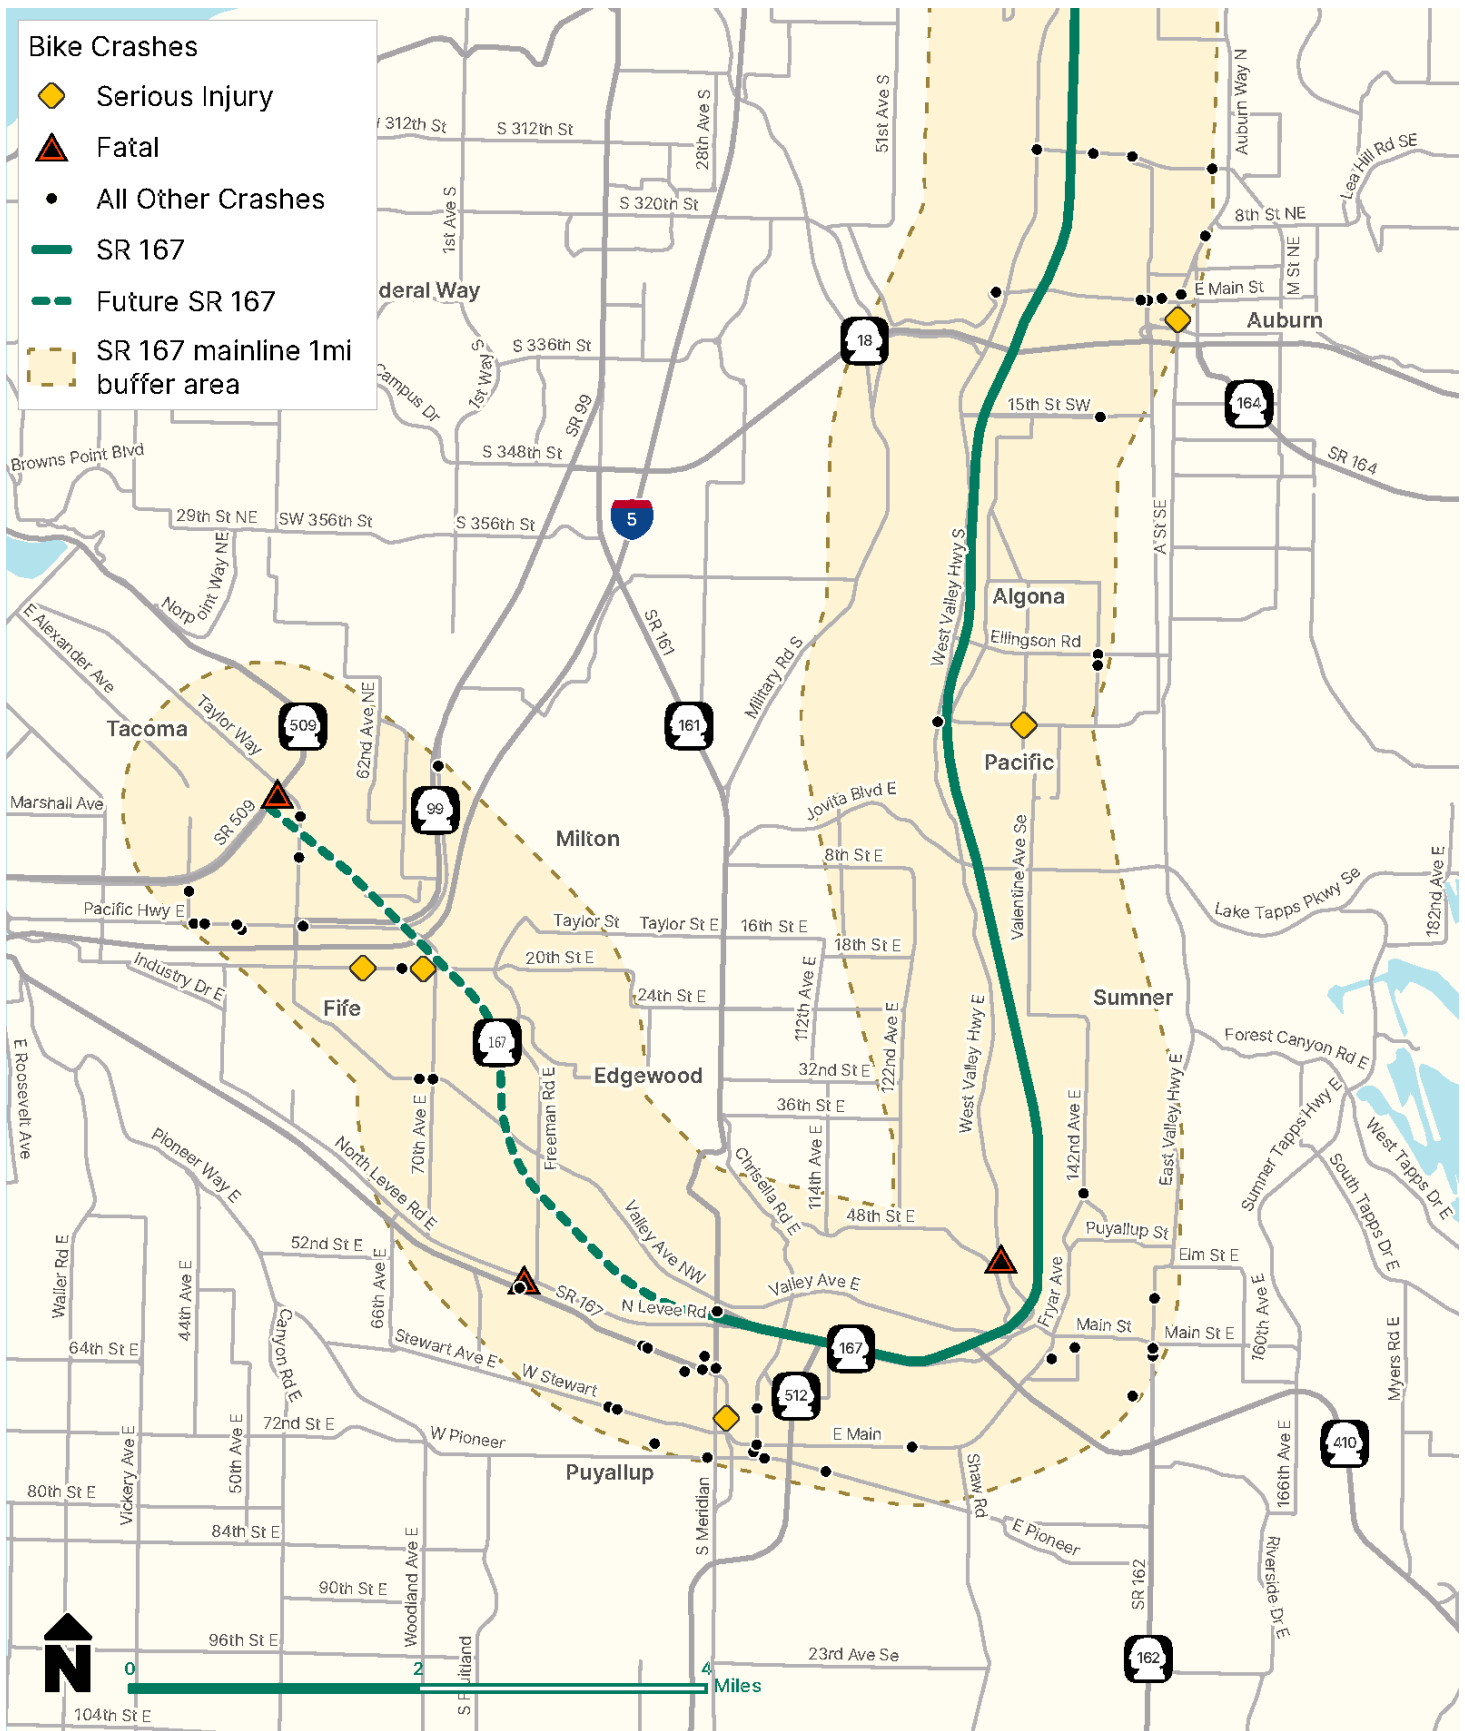 Bike Crashes
Serious Injury
Fatal
All Other Crashes
SR 167
Future SR 167
SR 167 mainline 1mi
buffer area
312th St
S 312th St
28th Ave S
51st Ave S
Auburn Way N
Lea Hill Rd SE
1st Ave S
S 320th St
8th St NE
M St NE
deral Way
E Main St
Auburn
18
S 336th St
1st Way S
Campus Dr
SR 99
15th St SW
164
S 348th St
SR 164
Browns Point Blvd
29th St NE
SW 356th St
S 356th St
5
A St SE
Norpoint Way NE
West Valley Hwy S
Algona
E Alexander Ave
SR 161
Ellingson Rd
Military Rd S
Tacoma
Taylor Way
509
62nd Ave NE
161
Pacific
Marshall Ave
SR 509
99
Milton
Jovita Blvd E
8th St E
Valentine Ave Se
Lake Tapps Pkwy Se
182nd Ave E
Pacific Hwy E
Taylor St
Taylor St E
16th St E
18th St E
Industry Dr E
20th St E
Fife
24th St E
112th Ave E
122nd Ave E
West Valley Hwy E
Sumner
E Roosevelt Ave
167
Forest Canyon Rd E
Edgewood
32nd St E
36th St E
70th Ave E
Freeman Rd E
142nd Ave E
East Valley Hwy E
Sumner Tapps Hwy E
West Tapps Dr E
Pioneer Way E
North Levee Rd E
Chrisella Rd E
114th Ave E
South Tapps Dr E
48th St E
Puyallup St
52nd St E
Valley Ave NW
Elm St E
Waller Rd E
44th Ave E
66th Ave E
Valley Ave E
Fryar Ave
160th Ave E
SR 167
N Levee Rd
Canyon Rd E
Main St
Main St E
Myers Rd E
64th St E
Stewart Ave E
167
W Stewart
512
72nd St E
W Pioneer
E Main
410
Vickery Ave E
50th Ave E
Puyallup
166th Ave E
80th St E
Shaw Rd
84th St E
Woodland Ave E
S Meridian
E Pioneer
Riverside Dr E
90th St E
SR 162
96th St E
23rd Ave Se
162
N
0
2
4
Miles
104th St E